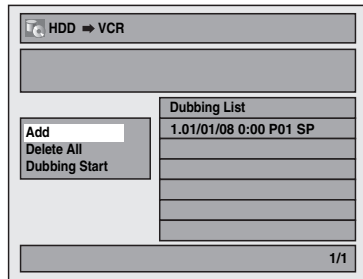 HDD ➡ VCR
Dubbing List
1.01/01/08 0:00 P01 SP
Add
Delete All
Dubbing Start
1/1